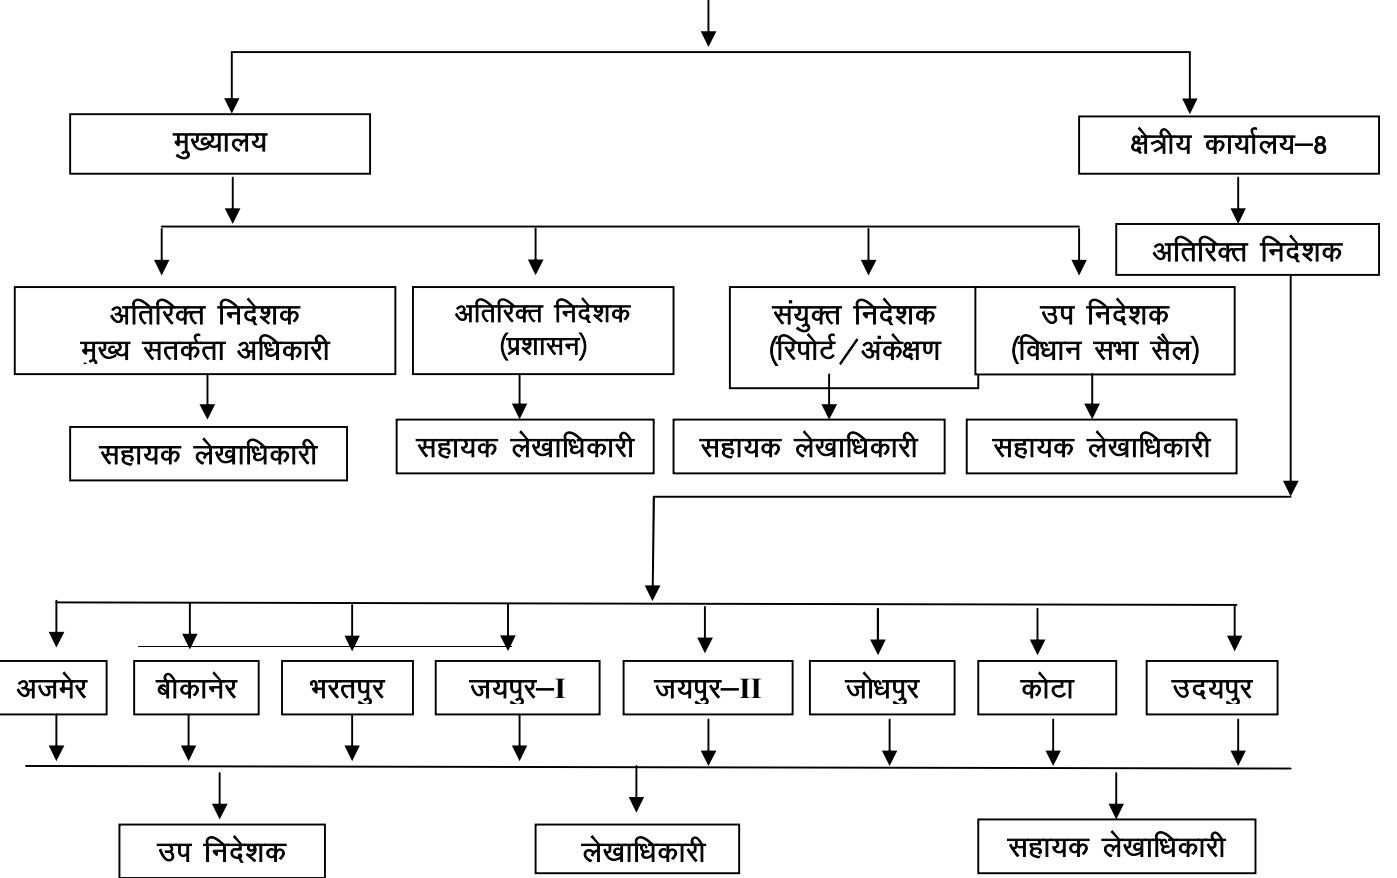 मुख्यालय
क्षेत्रीय कार्यालय–8
अतिरिक्त निदेशक
अतिरिक्त निदेशक
मुख्य सतर्कता अधिकारी
अतिरिक्त निदेशक
(प्रशासन)
संयुक्त निदेशक
(रिपोर्ट/अंकेक्षण
उप निदेशक
(विधान सभा सैल)
सहायक लेखाधिकारी
सहायक लेखाधिकारी
सहायक लेखाधिकारी
सहायक लेखाधिकारी
अजमेर
बीकानेर
भरतपुर
जयपुर–I
जयपुर–II
जोधपुर
कोटा
उदयपुर
उप निदेशक
लेखाधिकारी
सहायक लेखाधिकारी